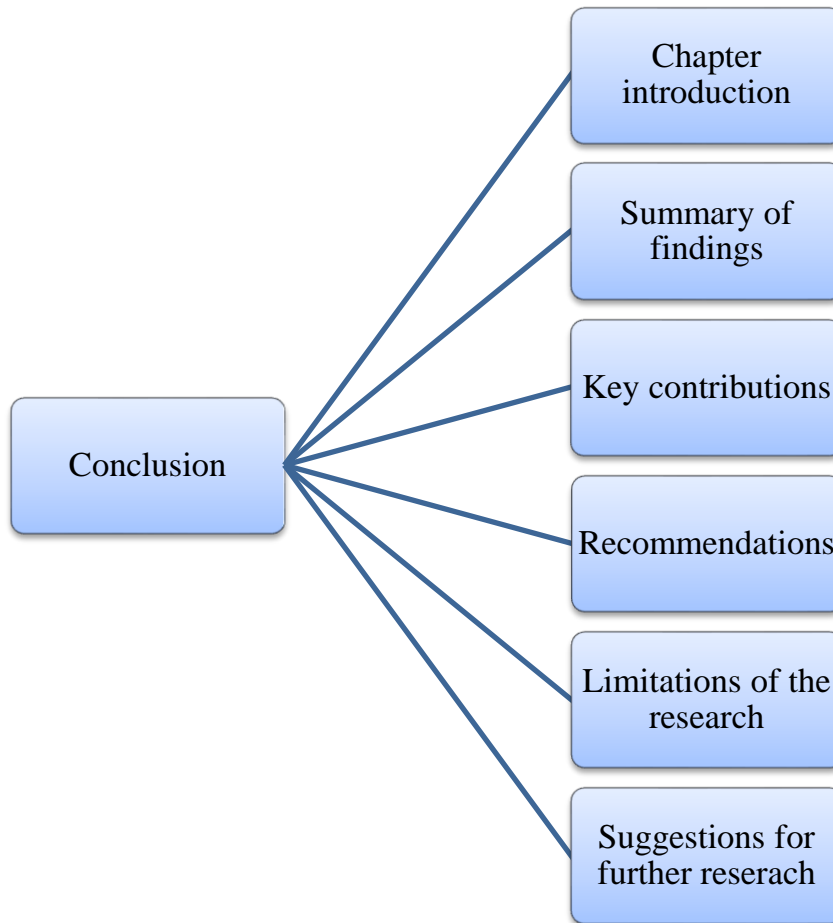 Chapter
introduction
Summary of
findings
Key contributions
Conclusion
Recommendations
Limitations of the
research
Suggestions for
further reserach